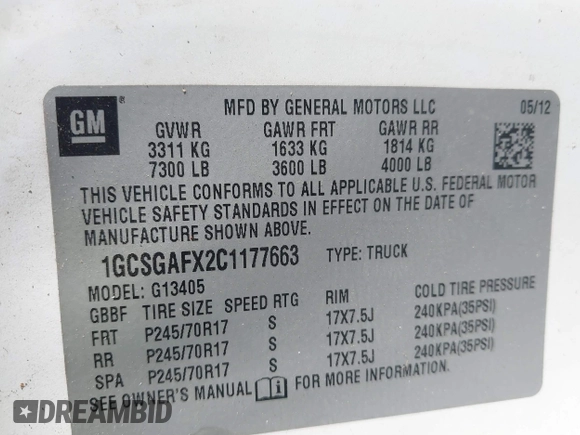 GM
MFD BY GENERAL MOTORS LLC 05/12
GVWR GAWR FRT GAWR RR
3311 KG 1633 KG 1814 KG
7300 LB 3600 LB 4000 LB
THIS VEHICLE CONFORMS TO ALL APPLICABLE U.S. FEDERAL MOTOR
VEHICLE SAFETY STANDARDS IN EFFECT ON THE DATE OF
MANUFACTURE SHOWN ABOVE.
1GCSGAFX2C1177663 TYPE: TRUCK
MODEL: G13405
GBBF TIRE SIZE SPEED RTG RIM COLD TIRE PRESSURE
FRT P245/70R17 S 17X7.5J 240KPA(35PSI)
RR P245/70R17 S 17X7.5J 240KPA(35PSI)
SPA P245/70R17 S 17X7.5J 240KPA(35PSI)
SEE OWNER'S MANUAL FOR MORE INFORMATION.
DREAMBID